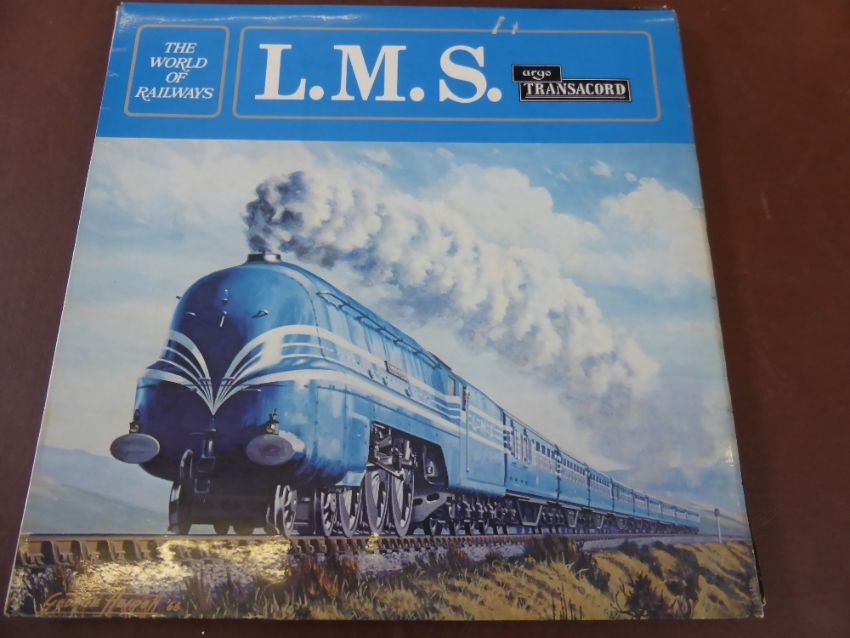 THE
WORLD
OF
RAILWAYS
L.M.S.
argo
TRANSACORD